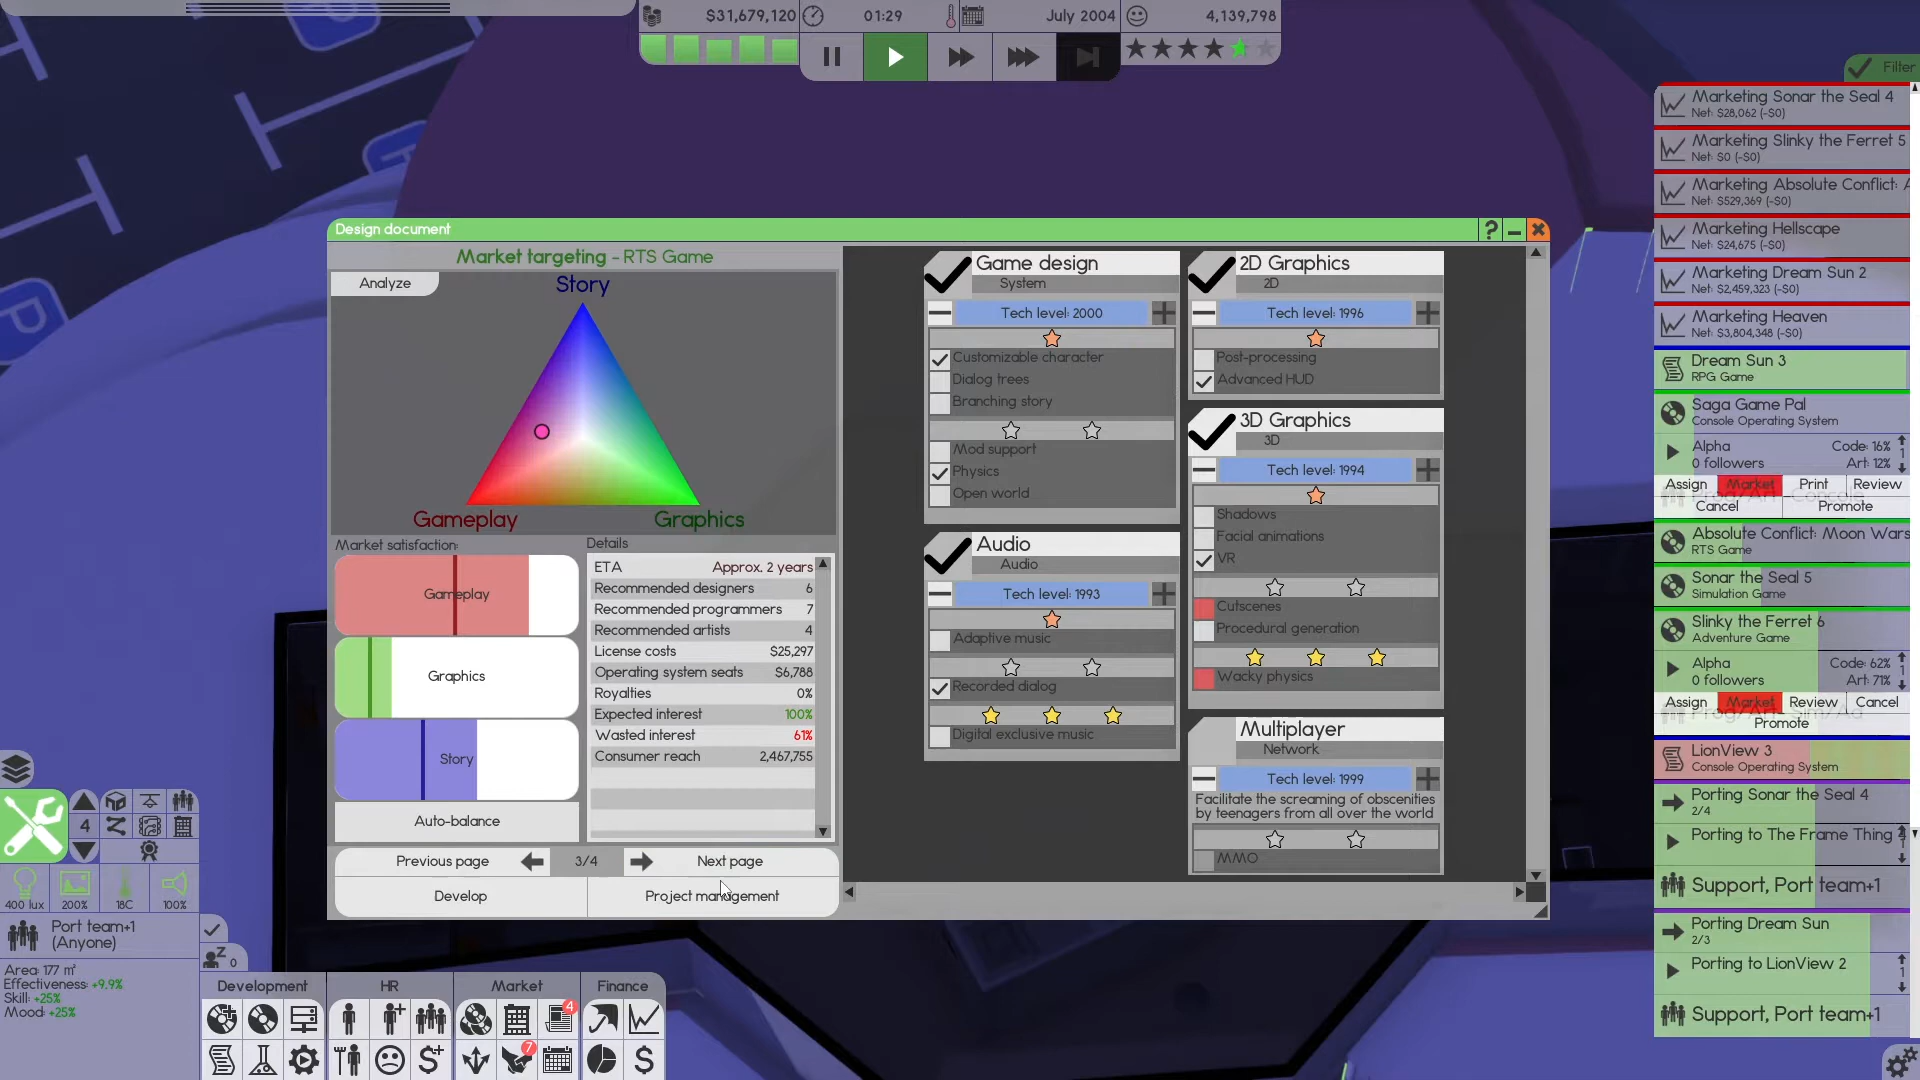 $31,679,120
01:29
July 2004
4,139,798
Filter
Marketing Sonar the Seal 4
Net: $28,062 (-$0)
Marketing Slinky the Ferret 5
Net: $0 (-$0)
Marketing Absolute Conflict:
Net: $529,369 (-$0)
Marketing Hellscape
Net: $24,675 (-$0)
Marketing Dream Sun 2
Net: $2,459,323 (-$0)
Marketing Heaven
Net: $3,804,348 (-$0)
Dream Sun 3
RPG Game
Saga Game Pal
Console Operating System
Alpha
Code: 16%
0 followers
Art: 12%
1
Assign
Market
Print
Review
Cancel
Promote
Absolute Conflict: Moon Wars
RTS Game
Sonar the Seal 5
Simulation Game
Slinky the Ferret 6
Adventure Game
Alpha
Code: 62%
0 followers
Art: 71%
1
Assign
Market
Review
Cancel
Promote
LionView 3
Console Operating System
Porting Sonar the Seal 4
2/4
Porting to The Frame Thing
Support, Port team+1
Porting Dream Sun
2/3
Porting to LionView 2
1
Support, Port team+1
Design document
?
Market targeting - RTS Game
Analyze
Story
Gameplay
Graphics
Market satisfaction:
Gameplay
Graphics
Story
Auto-balance
Details
ETA Approx. 2 years
Recommended designers 6
Recommended programmers 7
Recommended artists 4
License costs $25,297
Operating system seats $6,788
Royalties 0%
Expected interest 100%
Wasted interest 61%
Consumer reach 2,467,755
Previous page
3/4
Next page
Develop
Project management
Game design
System
Tech level: 2000
Customizable character
Dialog trees
Branching story
Mod support
Physics
Open world
Audio
Audio
Tech level: 1993
Adaptive music
Recorded dialog
Digital exclusive music
2D Graphics
2D
Tech level: 1996
Post-processing
Advanced HUD
3D Graphics
3D
Tech level: 1994
Shadows
Facial animations
VR
Cutscenes
Procedural generation
Wacky physics
Multiplayer
Network
Tech level: 1999
Facilitate the screaming of obscenities
by teenagers from all over the world
MMO
4
400 lux
200%
18C
100%
Port team+1
(Anyone)
0
Area: 177 m²
Effectiveness: +9.9%
Skill: +25%
Mood: +25%
Development
HR
Market
Finance
4
7